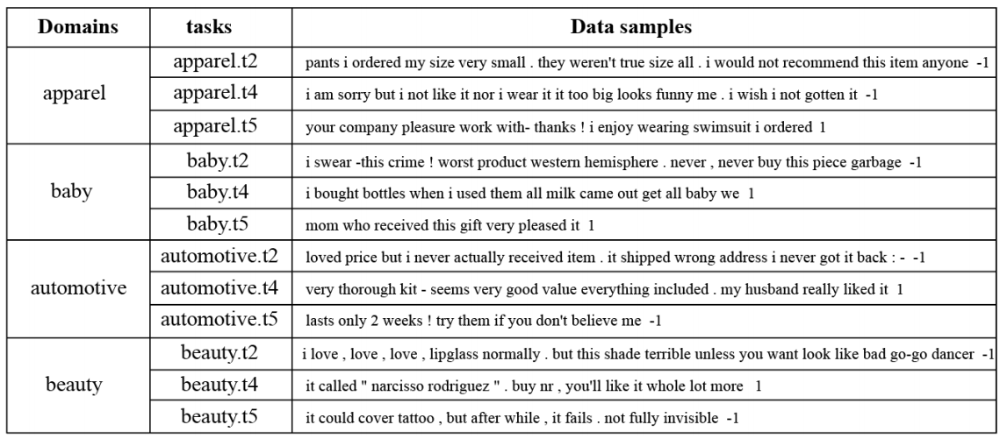 Domains tasks Data samples
apparel.t2 pants i ordered my size very small . they weren't true size all . i would not recommend this item anyone -1
apparel apparel.t4 i am sorry but i not like it nor i wear it it too big looks funny me . i wish i not gotten it -1
apparel.t5 your company pleasure work with- thanks ! i enjoy wearing swimsuit i ordered 1
baby.t2 i swear -this crime ! worst product western hemisphere . never , never buy this piece garbage -1
baby baby.t4 i bought bottles when i used them all milk came out get all baby we 1
baby.t5 mom who received this gift very pleased it 1
automotive.t2 loved price but i never actually received item . it shipped wrong address i never got it back : - -1
automotive automotive.t4 very thorough kit - seems very good value everything included . my husband really liked it 1
automotive.t5 lasts only 2 weeks ! try them if you don't believe me -1
beauty.t2 i love , love , love , lipglass normally . but this shade terrible unless you want look like bad go-go dancer -1
beauty beauty.t4 it called " narcisso rodriguez " . buy nr , you'll like it whole lot more 1
beauty.t5 it could cover tattoo , but after while , it fails . not fully invisible -1